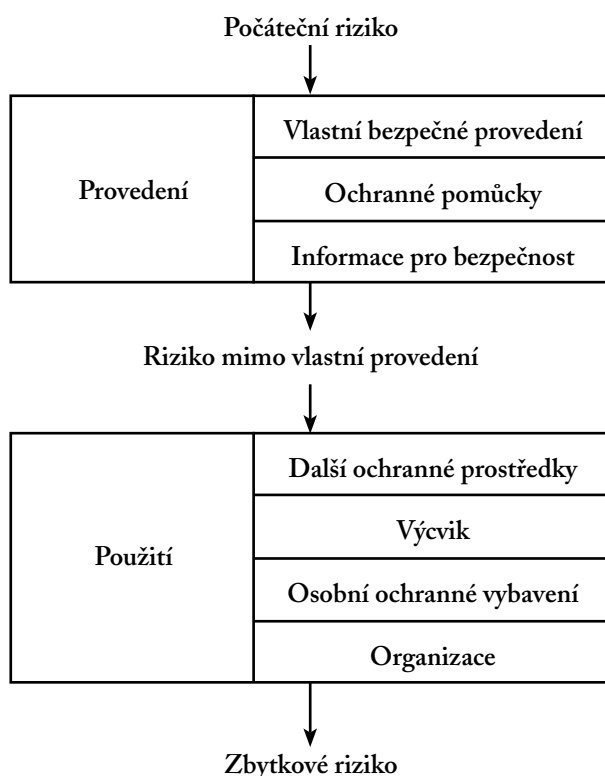 Počáteční riziko
Provedení
Vlastní bezpečné provedení
Ochranné pomůcky
Informace pro bezpečnost
Riziko mimo vlastní provedení
Použití
Další ochranné prostředky
Výcvik
Osobní ochranné vybavení
Organizace
Zbytkové riziko